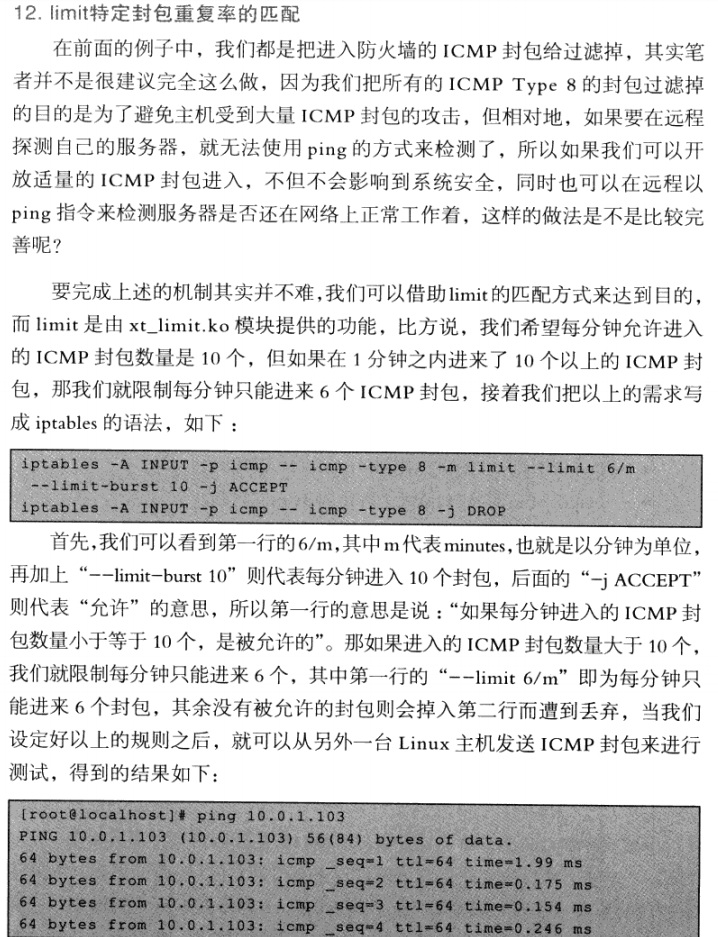 12. limit特定封包重复率的匹配
在前面的例子中，我们都是把进入防火墙的 ICMP 封包给过滤掉，其实笔
者并不是很建议完全这么做，因为我们把所有的 ICMP Type 8 的封包过滤掉
的目的是为了避免主机受到大量 ICMP 封包的攻击，但相对地，如果要在远程
探测自己的服务器，就无法使用 ping 的方式来检测了，所以如果我们可以开
放适量的 ICMP 封包进入，不但不会影响到系统安全，同时也可以在远程以
ping 指令来检测服务器是否还在网络上正常工作着，这样的做法是不是比较完
善呢？
要完成上述的机制其实并不难，我们可以借助limit的匹配方式来达到目的，
而 limit 是由 xt_limit.ko 模块提供的功能，比方说，我们希望每分钟允许进入
的 ICMP 封包数量是 10 个，但如果在 1 分钟之内进来了 10 个以上的 ICMP 封
包，那我们就限制每分钟只能进来 6 个 ICMP 封包，接着我们把以上的需求写
成 iptables 的语法，如下：
iptables -A INPUT -p icmp -- icmp -type 8 -m limit --limit 6/m
--limit-burst 10 -j ACCEPT
iptables -A INPUT -p icmp -- icmp -type 8 -j DROP
首先，我们可以看到第一行的6/m，其中m代表minutes，也就是以分钟为单位，
再加上“--limit-burst 10”则代表每分钟进入 10 个封包，后面的“-j ACCEPT”
则代表“允许”的意思，所以第一行的意思是说：“如果每分钟进入的 ICMP 封
包数量小于等于 10 个，是被允许的”。那如果进入的 ICMP 封包数量大于 10 个，
我们就限制每分钟只能进来 6 个，其中第一行的“--limit 6/m”即为每分钟只
能进来 6 个封包，其余没有被允许的封包则会掉入第二行而遭到丢弃，当我们
设定好以上的规则之后，就可以从另外一台 Linux 主机发送 ICMP 封包来进行
测试，得到的结果如下：
[root@localhost]# ping 10.0.1.103
PING 10.0.1.103 (10.0.1.103) 56(84) bytes of data.
64 bytes from 10.0.1.103: icmp _seq=1 ttl=64 time=1.99 ms
64 bytes from 10.0.1.103: icmp _seq=2 ttl=64 time=0.175 ms
64 bytes from 10.0.1.103: icmp _seq=3 ttl=64 time=0.154 ms
64 bytes from 10.0.1.103: icmp _seq=4 ttl=64 time=0.246 ms